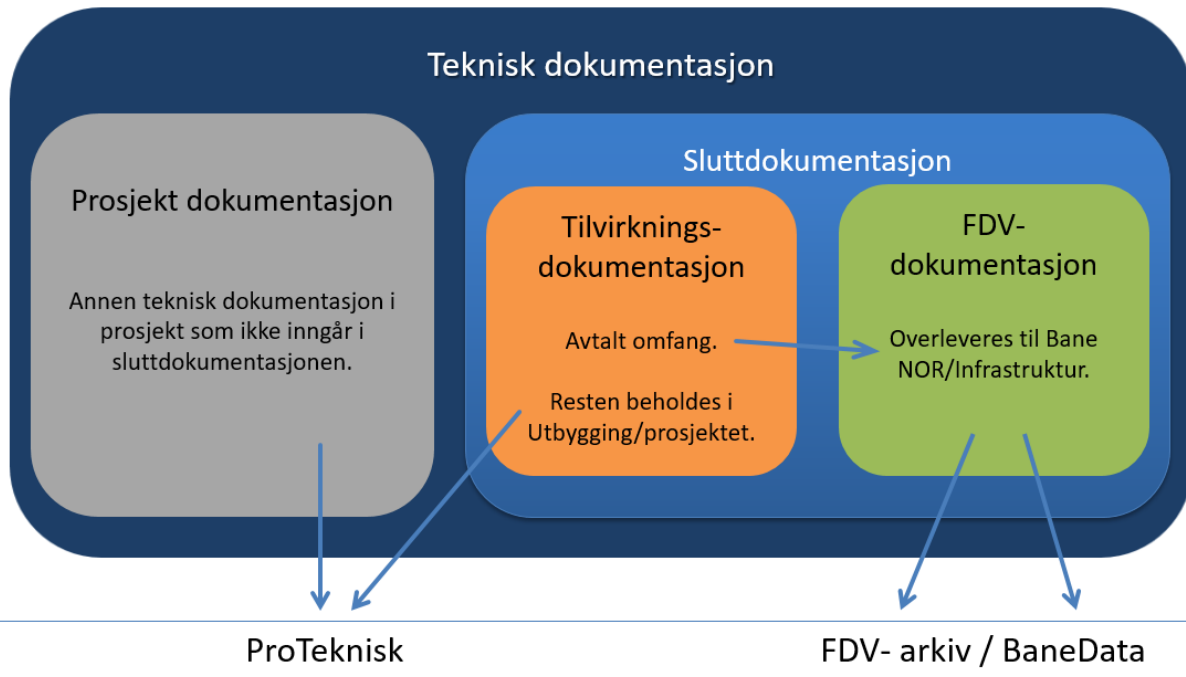 Teknisk dokumentasjon
Prosjekt dokumentasjon
Annen teknisk dokumentasjon i
prosjekt som ikke inngår i
sluttdokumentasjonen.
Sluttdokumentasjon
Tilvirknings-
dokumentasjon
Avtalt omfang.
Resten beholdes i
Utbygging/prosjektet.
FDV-
dokumentasjon
Overleveres til Bane
NOR/Infrastruktur.
ProTeknisk
FDV- arkiv / BaneData